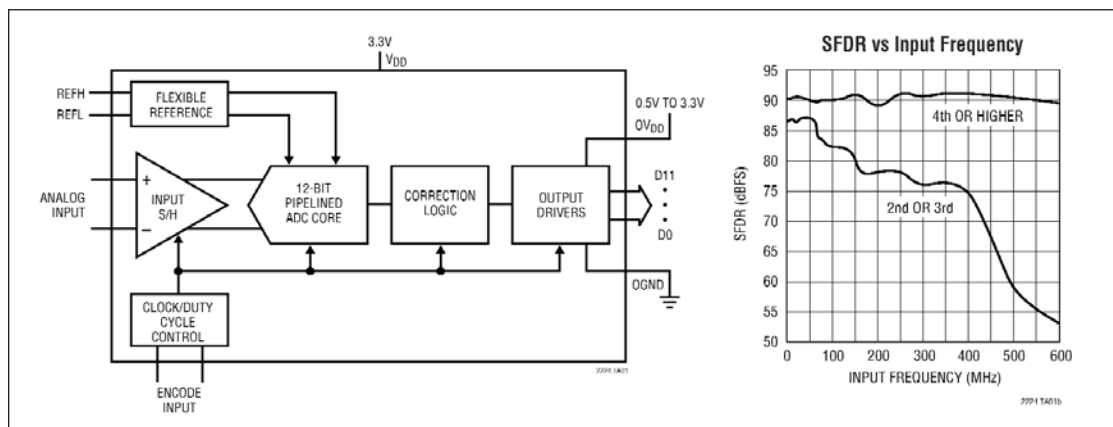 3.3V
VDD
REFH
REFL
FLEXIBLE
REFERENCE
0.5V TO 3.3V
OVDD
ANALOG
INPUT
+
−
INPUT
S/H
12-BIT
PIPELINED
ADC CORE
CORRECTION
LOGIC
OUTPUT
DRIVERS
D11
•
•
•
D0
OGND
CLOCK/DUTY
CYCLE
CONTROL
ENCODE
INPUT
2224 TA01
SFDR vs Input Frequency
SFDR (dBFS)
95
90
85
80
75
70
65
60
55
50
4th OR HIGHER
2nd OR 3rd
0
100
200
300
400
500
600
INPUT FREQUENCY (MHz)
2224 TA01b